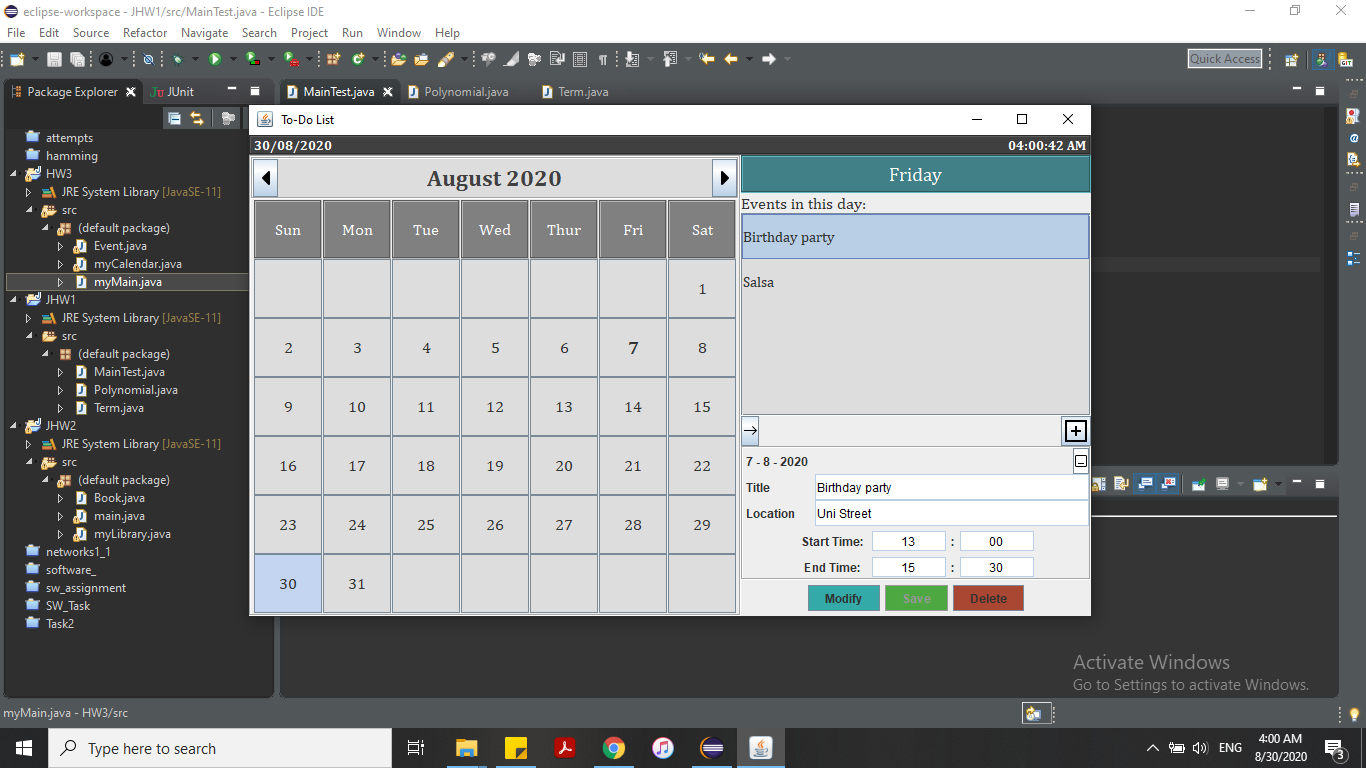 eclipse-workspace - JHW1/src/MainTest.java - Eclipse IDE
File Edit Source Refactor Navigate Search Project Run Window Help
Quick Access
Package Explorer JUnit
MainTest.java Polynomial.java Term.java
attempts
hamming
HW3
JRE System Library [JavaSE-11]
src
(default package)
Event.java
myCalendar.java
myMain.java
JHW1
JRE System Library [JavaSE-11]
src
(default package)
MainTest.java
Polynomial.java
Term.java
JHW2
JRE System Library [JavaSE-11]
src
(default package)
Book.java
main.java
myLibrary.java
networks1_1
software_
sw_assignment
SW_Task
Task2
To-Do List
30/08/2020 04:00:42 AM
August 2020
Sun Mon Tue Wed Thur Fri Sat
1
2 3 4 5 6 7 8
9 10 11 12 13 14 15
16 17 18 19 20 21 22
23 24 25 26 27 28 29
30 31
Friday
Events in this day:
Birthday party
Salsa
7 - 8 - 2020
Title Birthday party
Location Uni Street
Start Time: 13 : 00
End Time: 15 : 30
Modify Save Delete
Activate Windows
Go to Settings to activate Windows.
myMain.java - HW3/src
Type here to search
ENG
4:00 AM
8/30/2020
3